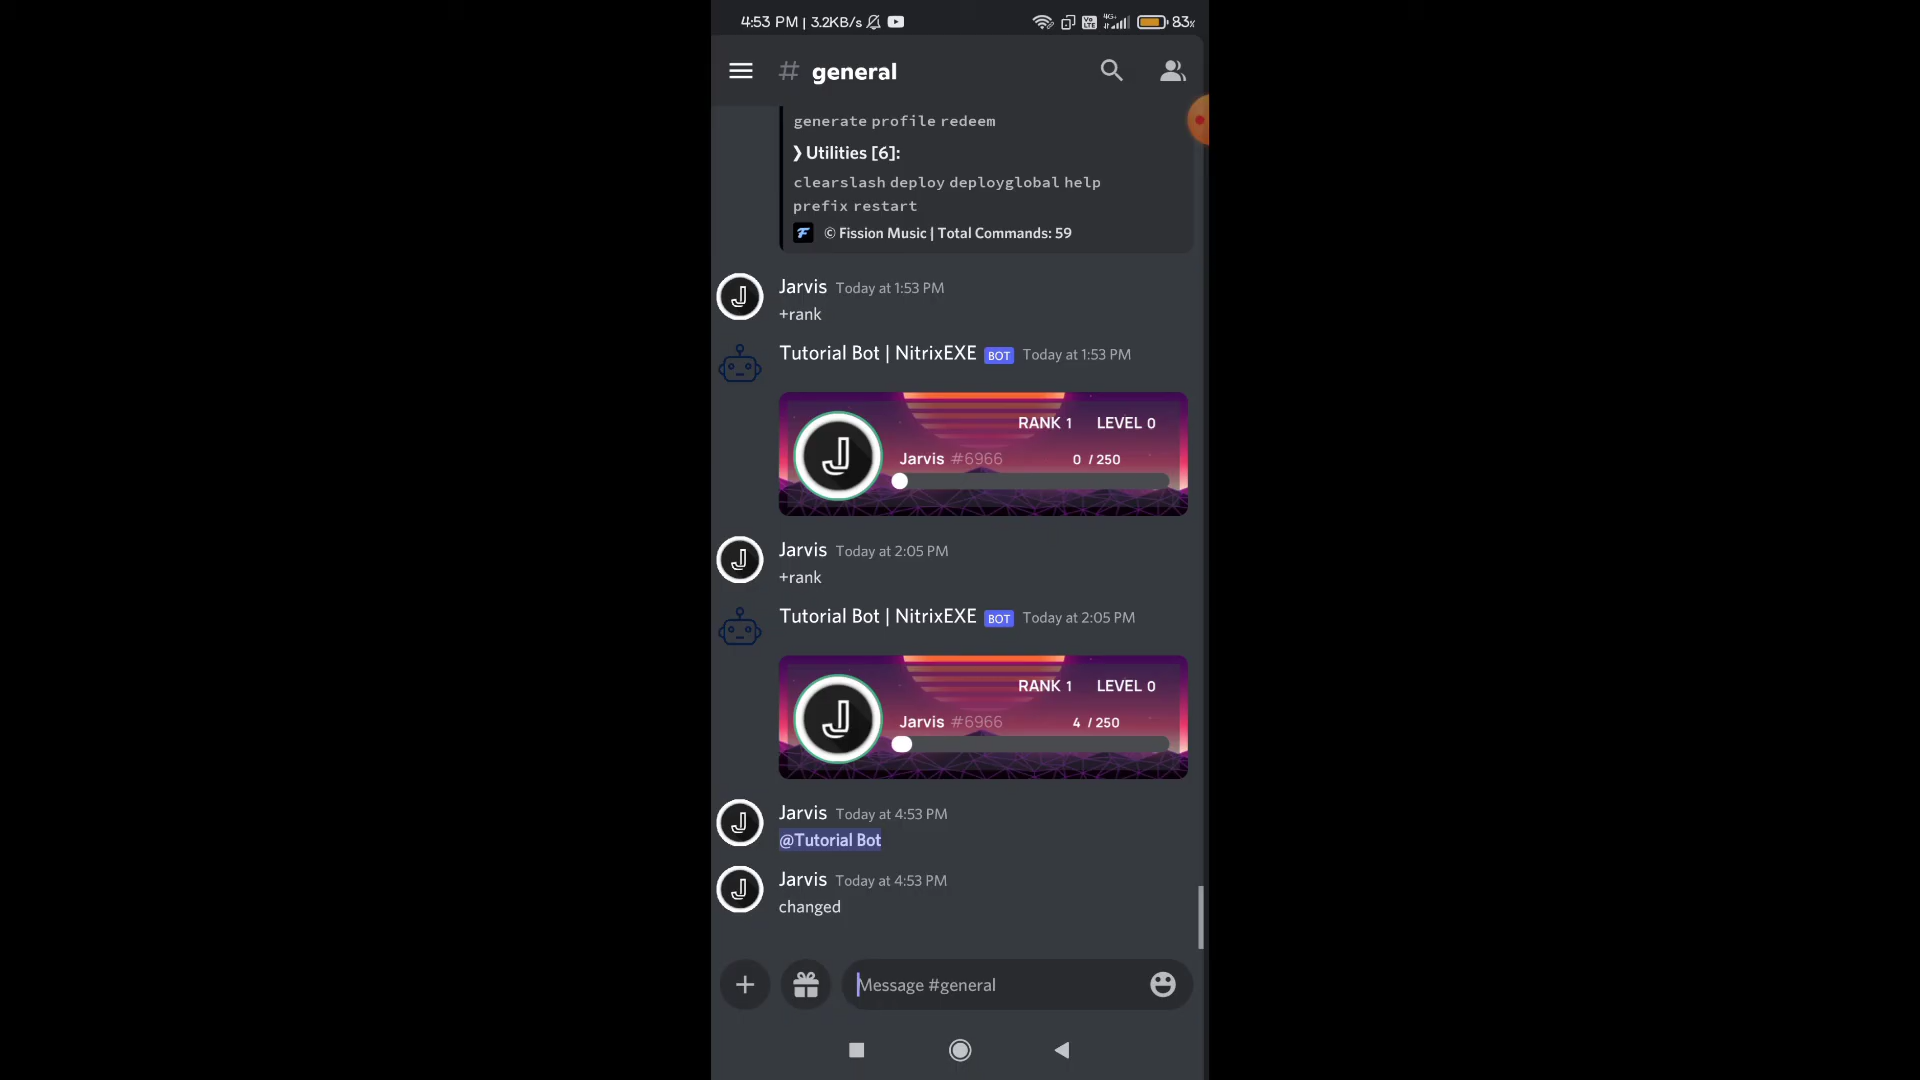 4:53 PM | 3.2KB/s 4G+ 83%
Vo LTE
# general
generate profile redeem
❯ Utilities [6]:
clearslash deploy deployglobal help
prefix restart
F © Fission Music | Total Commands: 59
J Jarvis Today at 1:53 PM
+rank
Tutorial Bot | NitrixEXE BOT Today at 1:53 PM
RANK 1 LEVEL 0
J Jarvis #6966 0 / 250
J Jarvis Today at 2:05 PM
+rank
Tutorial Bot | NitrixEXE BOT Today at 2:05 PM
RANK 1 LEVEL 0
J Jarvis #6966 4 / 250
J Jarvis Today at 4:53 PM
@Tutorial Bot
J Jarvis Today at 4:53 PM
changed
Message #general